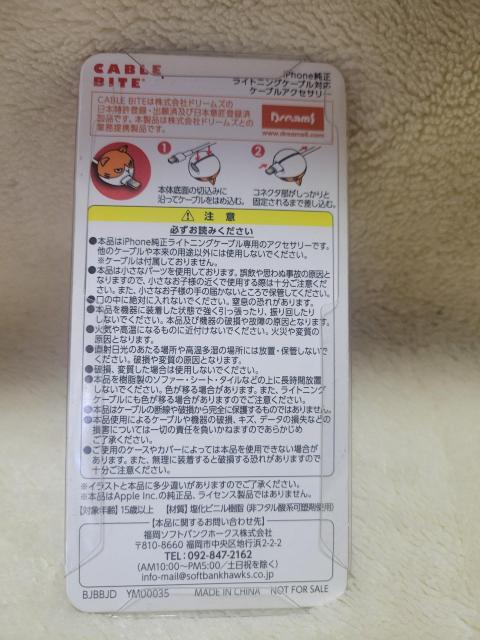 CABLE
BITE
iPhone純正
ライトニングケーブル対応
ケーブルアクセサリー
CABLE BITEは株式会社ドリームズの
日本特許登録・出願済及び日本意匠登録済
製品です。本製品は株式会社ドリームズとの
業務提携製品です。
DreamS
www.dreams6.com
1
本体底面の切込みに
沿ってケーブルをはめ込む。
2
コネクタ部がしっかりと
固定されるまで差し込む。
注 意
必ずお読みください
●本品はiPhone純正ライトニングケーブル専用のアクセサリーです。
他のケーブルや本来の用途以外には使用しないでください。
※ケーブルは付属しておりません。
●本品は小さなパーツを使用しております。誤飲や思わぬ事故の原因と
なりますので、小さなお子様の近くで使用する際は十分ご注意くださ
い。また、小さなお子様の手の届かないところで保管してください。
●口の中に絶対に入れないでください。窒息の恐れがあります。
●本品を機器に装着した状態で強く引っ張ったり、振り回したり
しないでください。本品及び機器の破損や故障の原因となります。
●火気や高温になるものに近付けないでください。火災や変質の
原因となります。
●直射日光のあたる場所や高温多湿の場所には放置・保管しないで
ください。破損や変質の原因となります。
●破損、変質した場合は使用しないでください。
●本品を樹脂製のソファー・シート・タイルなどの上に長時間放置
しないでください。色が移る場合があります。また、ライトニング
ケーブルにも色が移る場合がありますのでご注意ください。
●本品はケーブルの断線や破損から完全に保護するものではありません。
●本品使用によるケーブルや機器の破損、キズ、データの損失などの
損害については一切の責任を負いかねますのであらかじめ
ご了承ください。
●ご使用のケースやカバーによっては本品を使用できない場合が
あります。また、無理に装着すると破損する恐れがありますので
十分ご注意ください。
※イラストと本品に多少違いがありますのでご了承ください。
※本品はApple Inc.の純正品、ライセンス製品ではありません。
【対象年齢】15歳以上 【材質】塩化ビニル樹脂(非フタル酸系可塑剤使用)
【本品に関するお問い合わせ先】
福岡ソフトバンクホークス株式会社
〒810-8660 福岡市中央区地行浜2-2-2
TEL:092-847-2162
(AM10:00～PM5:00/土日祝を除く)
info-mail@softbankhawks.co.jp
BJBBJD YM00035 MADE IN CHINA NOT FOR SALE